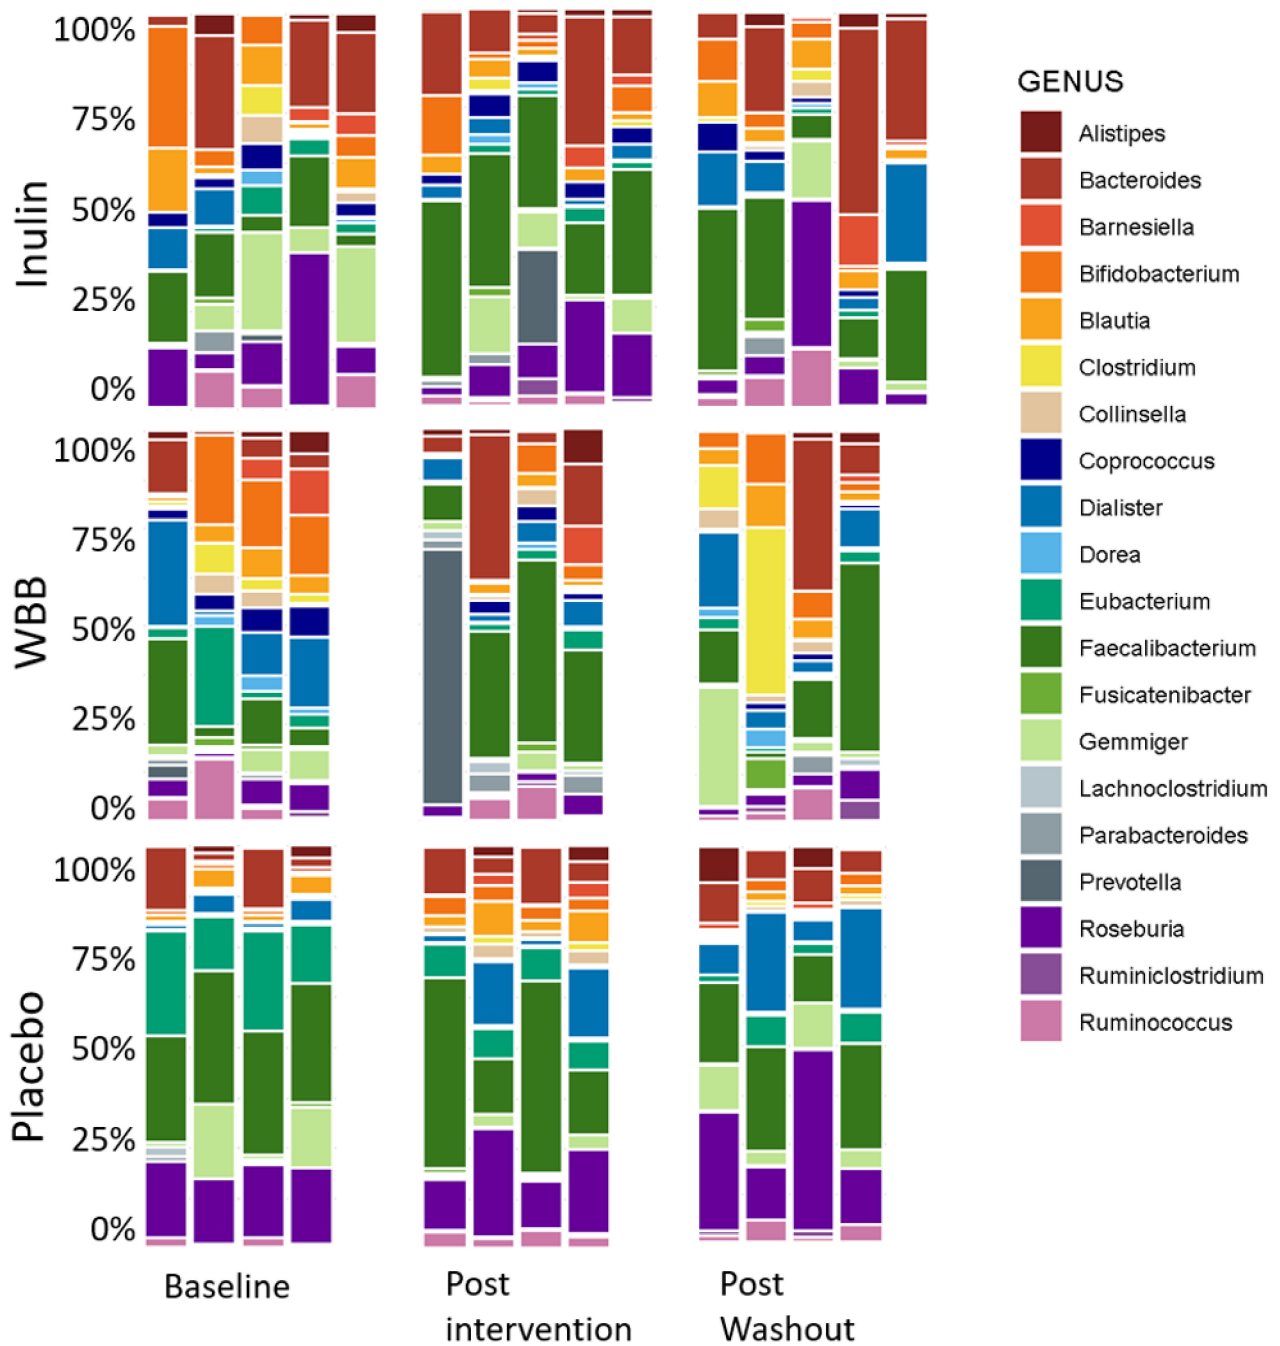 Inulin
100%
75%
50%
25%
0%
WBB
100%
75%
50%
25%
0%
Placebo
100%
75%
50%
25%
0%
Baseline
Post
intervention
Post
Washout
GENUS
Alistipes
Bacteroides
Barnesiella
Bifidobacterium
Blautia
Clostridium
Collinsella
Coprococcus
Dialister
Dorea
Eubacterium
Faecalibacterium
Fusicatenibacter
Gemmiger
Lachnoclostridium
Parabacteroides
Prevotella
Roseburia
Ruminiclostridium
Ruminococcus